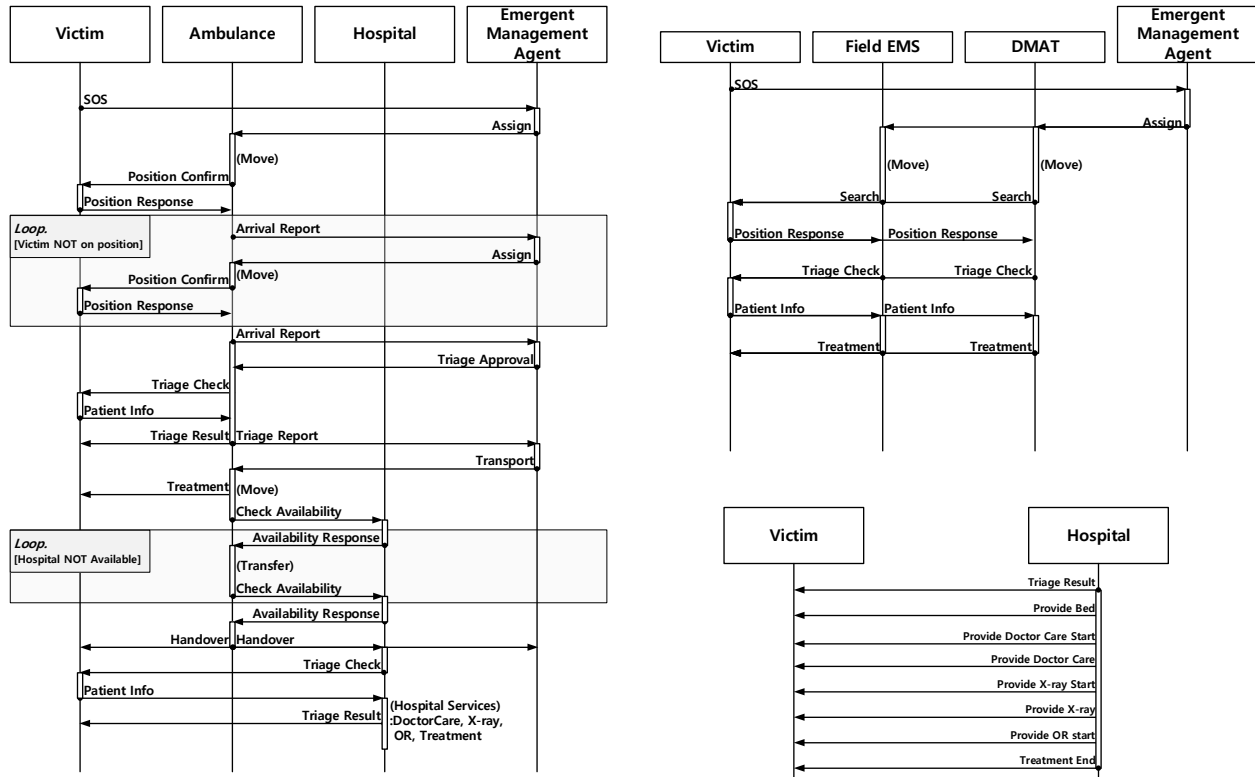 Victim
Ambulance
Hospital
Emergent
Management
Agent
SOS
Assign
(Move)
Position Confirm
Position Response
Loop.
[Victim NOT on position]
Arrival Report
Assign
Position Confirm
(Move)
Position Response
Arrival Report
Triage Approval
Triage Check
Patient Info
Triage Result
Triage Report
Transport
Treatment
(Move)
Check Availability
Loop.
[Hospital NOT Available]
Availability Response
(Transfer)
Check Availability
Availability Response
Handover
Handover
Triage Check
Patient Info
Triage Result
(Hospital Services)
:DoctorCare, X-ray,
OR, Treatment
Victim
Field EMS
DMAT
Emergent
Management
Agent
SOS
Assign
(Move)
(Move)
Search
Search
Position Response
Position Response
Triage Check
Triage Check
Patient Info
Patient Info
Treatment
Treatment
Victim
Hospital
Triage Result
Provide Bed
Provide Doctor Care Start
Provide Doctor Care
Provide X-ray Start
Provide X-ray
Provide OR start
Treatment End